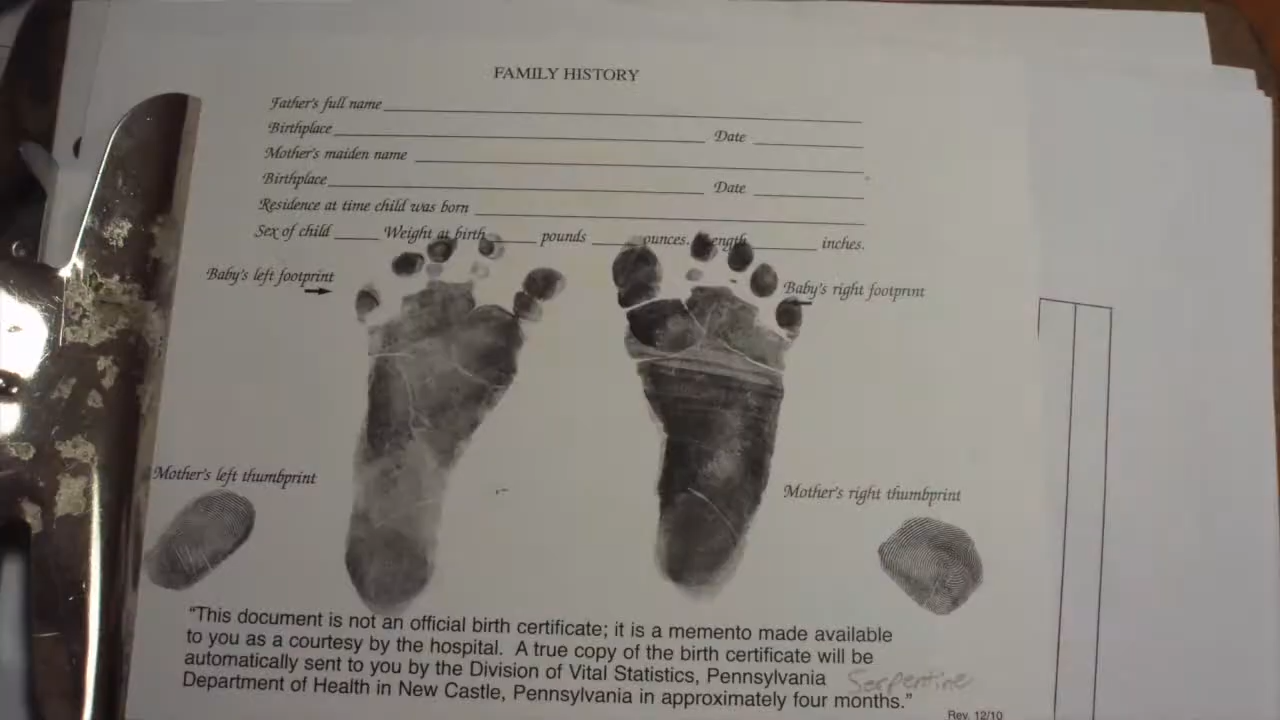 FAMILY HISTORY
Father's full name
Birthplace Date
Mother's maiden name
Birthplace Date
Residence at time child was born
Sex of child Weight at birth pounds ounces. Length inches.
Baby's left footprint
Baby's right footprint
Mother's left thumbprint
Mother's right thumbprint
"This document is not an official birth certificate; it is a memento made available
to you as a courtesy by the hospital. A true copy of the birth certificate will be
automatically sent to you by the Division of Vital Statistics, Pennsylvania
Department of Health in New Castle, Pennsylvania in approximately four months."
Serpentine
Rev. 12/10